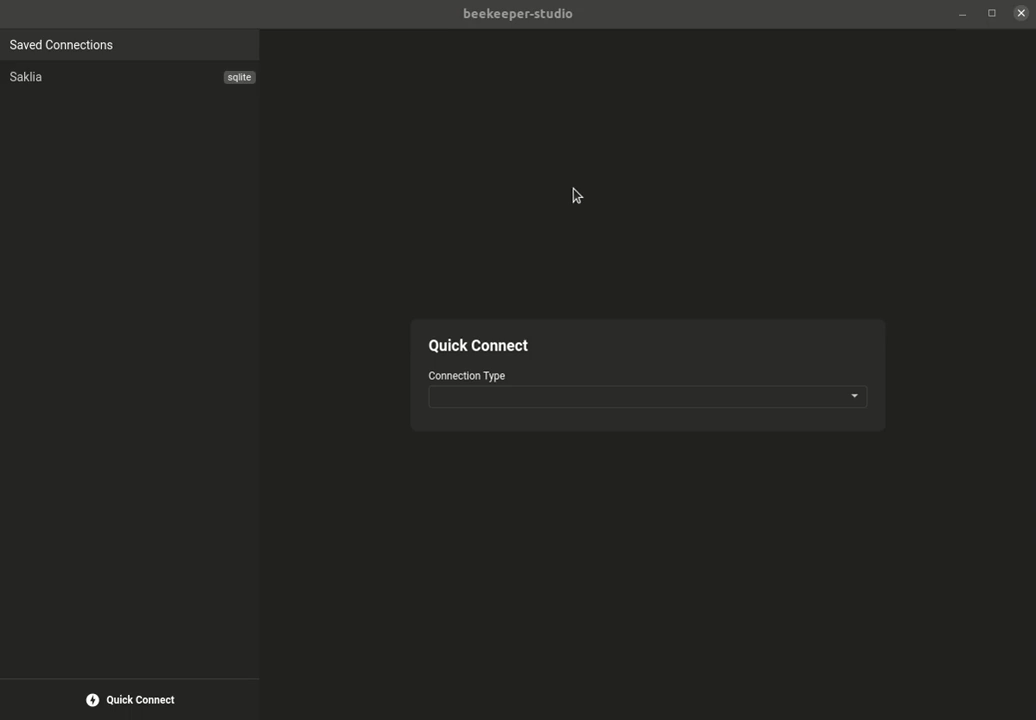 beekeeper-studio
Saved Connections
Saklia sqlite
Quick Connect
Connection Type
Quick Connect